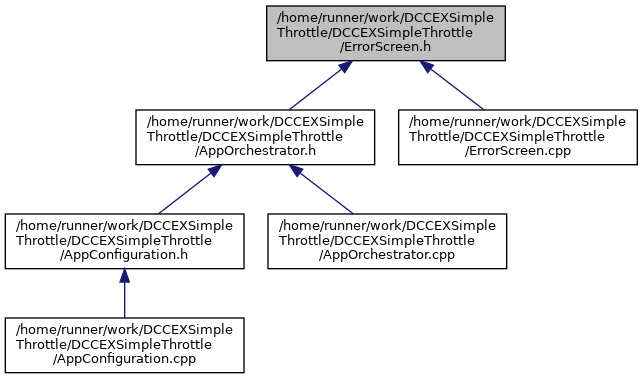 /home/runner/work/DCCEXSimple
Throttle/DCCEXSimpleThrottle
/ErrorScreen.h
/home/runner/work/DCCEXSimple
Throttle/DCCEXSimpleThrottle
/AppOrchestrator.h
/home/runner/work/DCCEXSimple
Throttle/DCCEXSimpleThrottle
/ErrorScreen.cpp
/home/runner/work/DCCEXSimple
Throttle/DCCEXSimpleThrottle
/AppConfiguration.h
/home/runner/work/DCCEXSimple
Throttle/DCCEXSimpleThrottle
/AppOrchestrator.cpp
/home/runner/work/DCCEXSimple
Throttle/DCCEXSimpleThrottle
/AppConfiguration.cpp